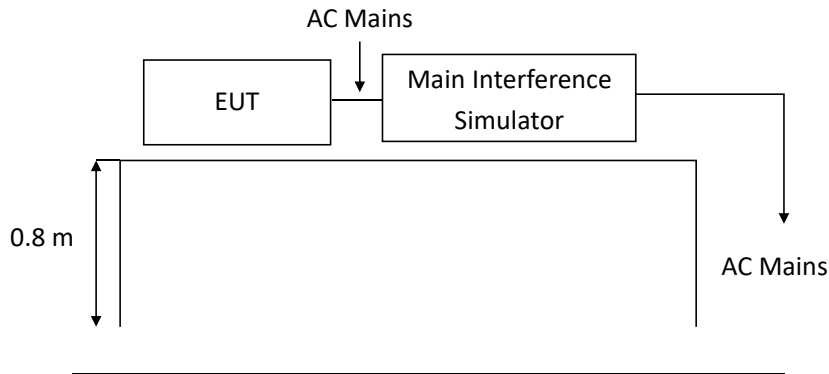 AC Mains
EUT
Main Interference
Simulator
0.8 m
AC Mains